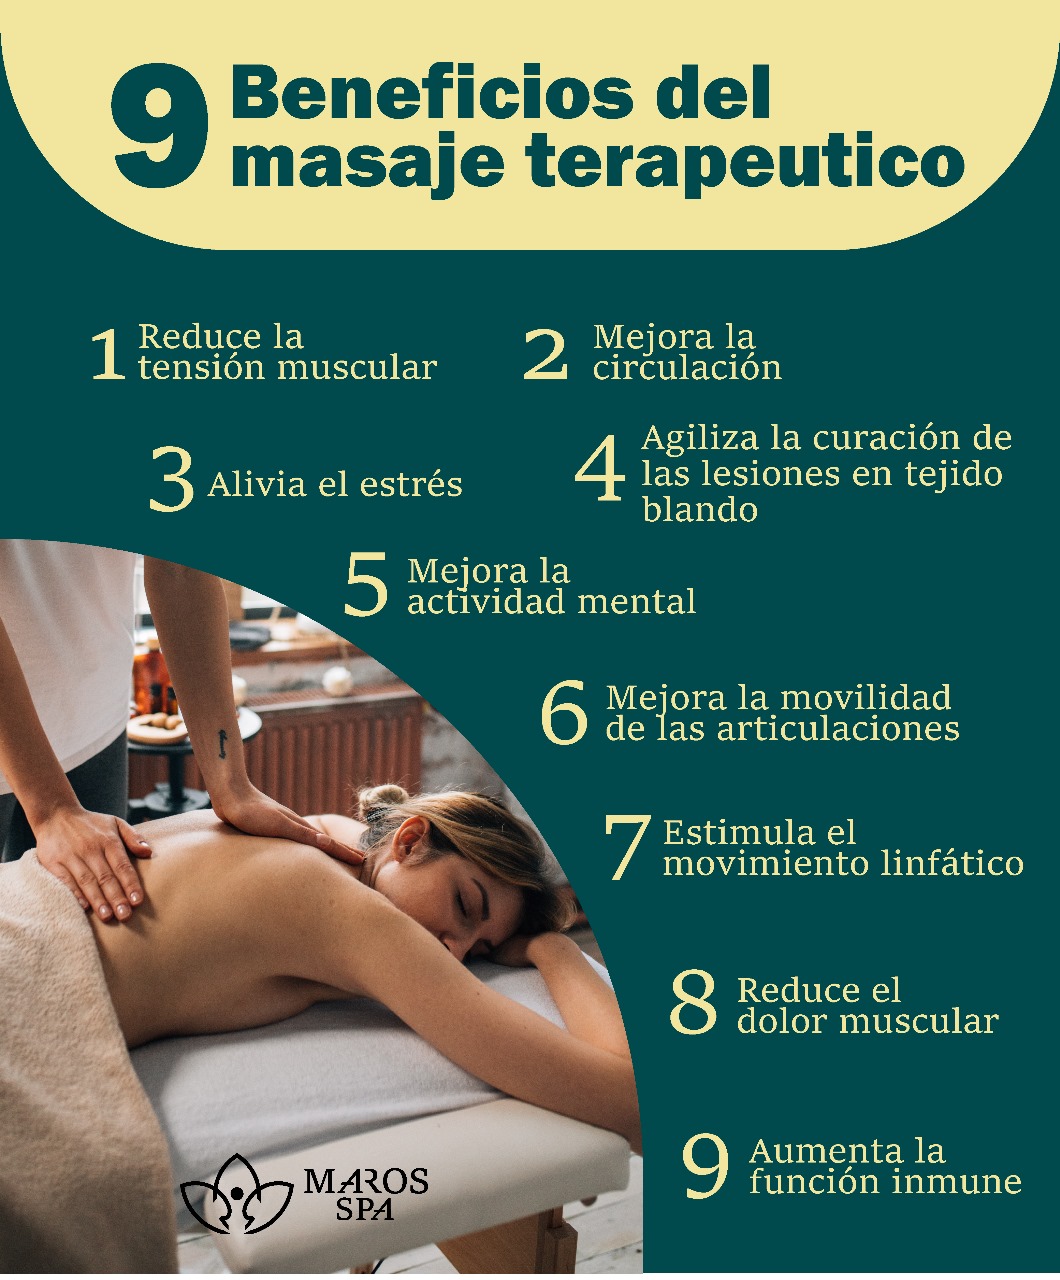 9 Beneficios del
masaje terapeutico
1 Reduce la
tensión muscular
2 Mejora la
circulación
3 Alivia el estrés
4 Agiliza la curación de
las lesiones en tejido
blando
5 Mejora la
actividad mental
6 Mejora la movilidad
de las articulaciones
7 Estimula el
movimiento linfático
8 Reduce el
dolor muscular
9 Aumenta la
función inmune
MAROS
SPA